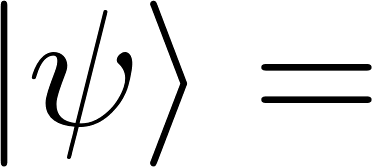 |ψ⟩ =